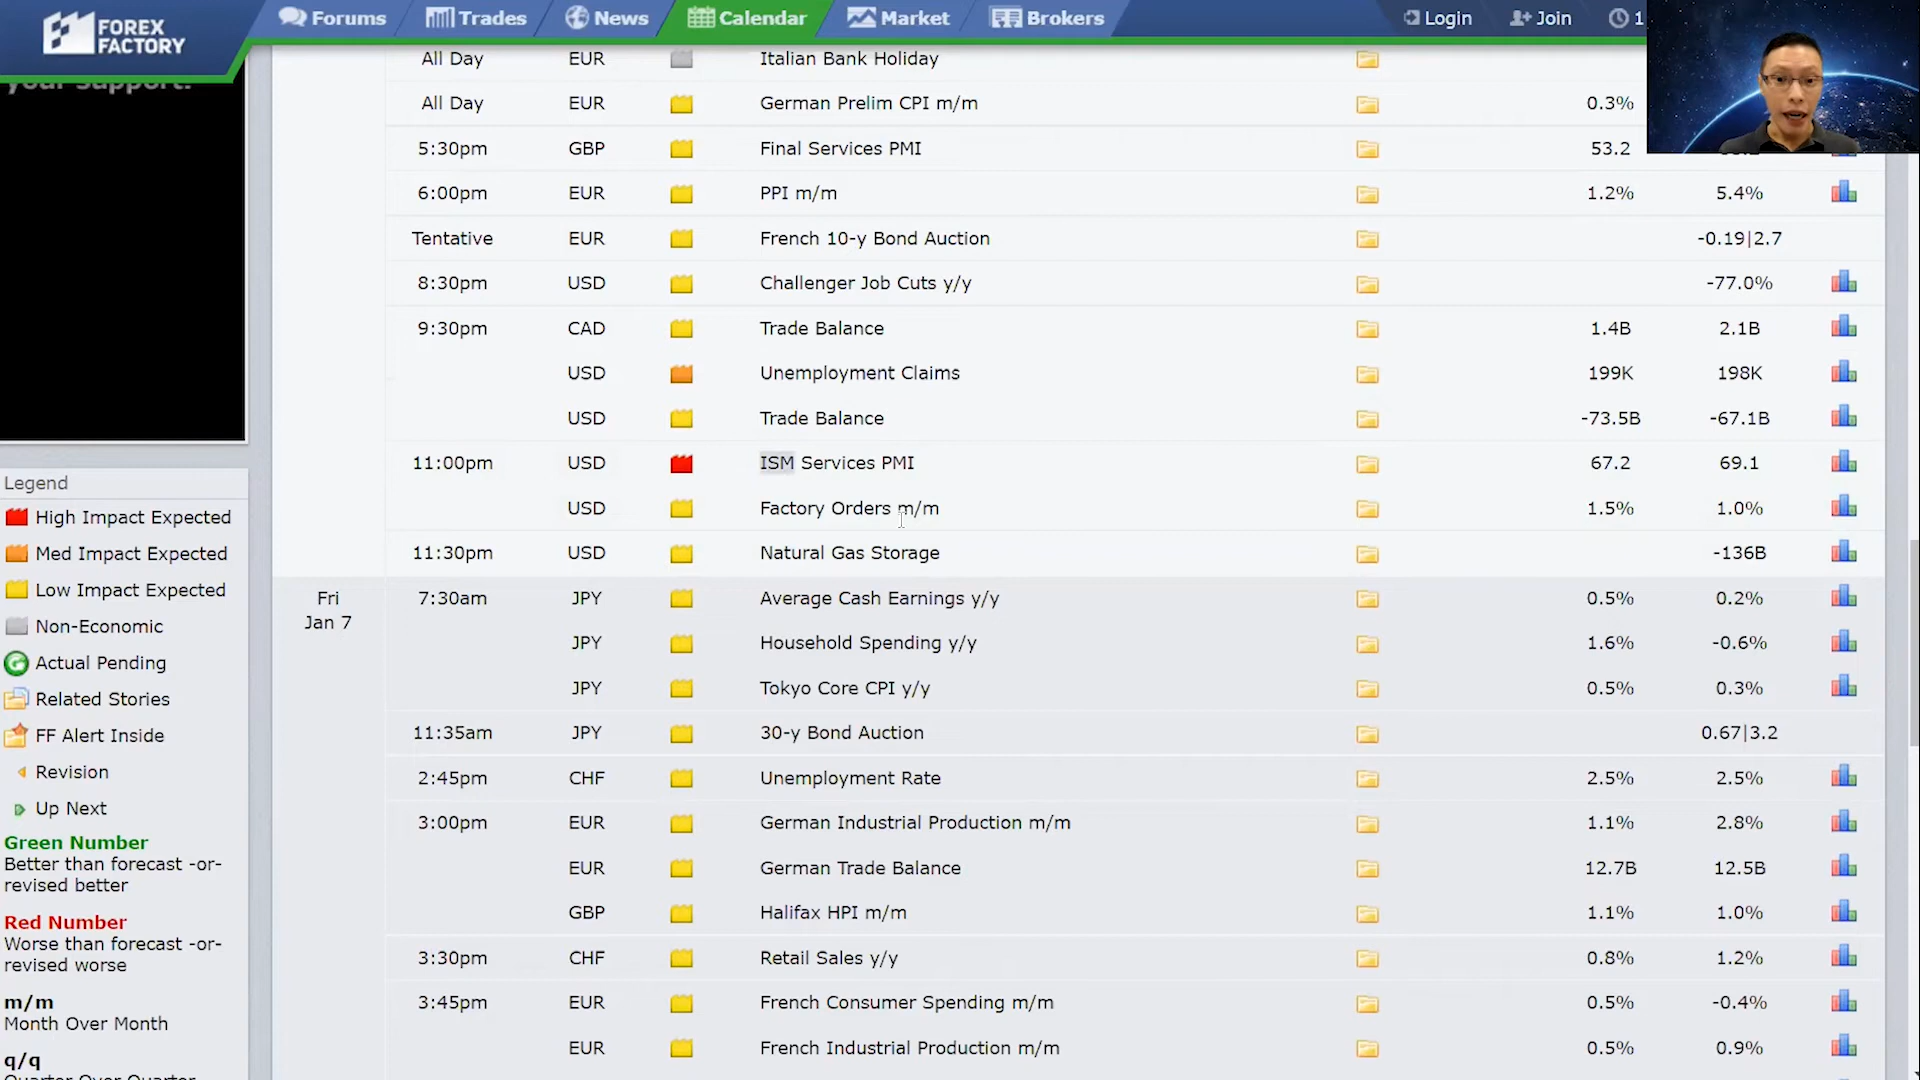 FOREX
FACTORY
Forums
Trades
News
Calendar
Market
Brokers
Login
Join
1
your support.
All Day EUR Italian Bank Holiday
All Day EUR German Prelim CPI m/m 0.3%
5:30pm GBP Final Services PMI 53.2
6:00pm EUR PPI m/m 1.2% 5.4%
Tentative EUR French 10-y Bond Auction -0.19|2.7
8:30pm USD Challenger Job Cuts y/y -77.0%
9:30pm CAD Trade Balance 1.4B 2.1B
USD Unemployment Claims 199K 198K
USD Trade Balance -73.5B -67.1B
11:00pm USD ISM Services PMI 67.2 69.1
USD Factory Orders m/m 1.5% 1.0%
11:30pm USD Natural Gas Storage -136B
Fri
Jan 7
7:30am JPY Average Cash Earnings y/y 0.5% 0.2%
JPY Household Spending y/y 1.6% -0.6%
JPY Tokyo Core CPI y/y 0.5% 0.3%
11:35am JPY 30-y Bond Auction 0.67|3.2
2:45pm CHF Unemployment Rate 2.5% 2.5%
3:00pm EUR German Industrial Production m/m 1.1% 2.8%
EUR German Trade Balance 12.7B 12.5B
GBP Halifax HPI m/m 1.1% 1.0%
3:30pm CHF Retail Sales y/y 0.8% 1.2%
3:45pm EUR French Consumer Spending m/m 0.5% -0.4%
EUR French Industrial Production m/m 0.5% 0.9%
Legend
High Impact Expected
Med Impact Expected
Low Impact Expected
Non-Economic
Actual Pending
Related Stories
FF Alert Inside
Revision
Up Next
Green Number
Better than forecast -or-
revised better
Red Number
Worse than forecast -or-
revised worse
m/m
Month Over Month
q/q
Quarter Over Quarter